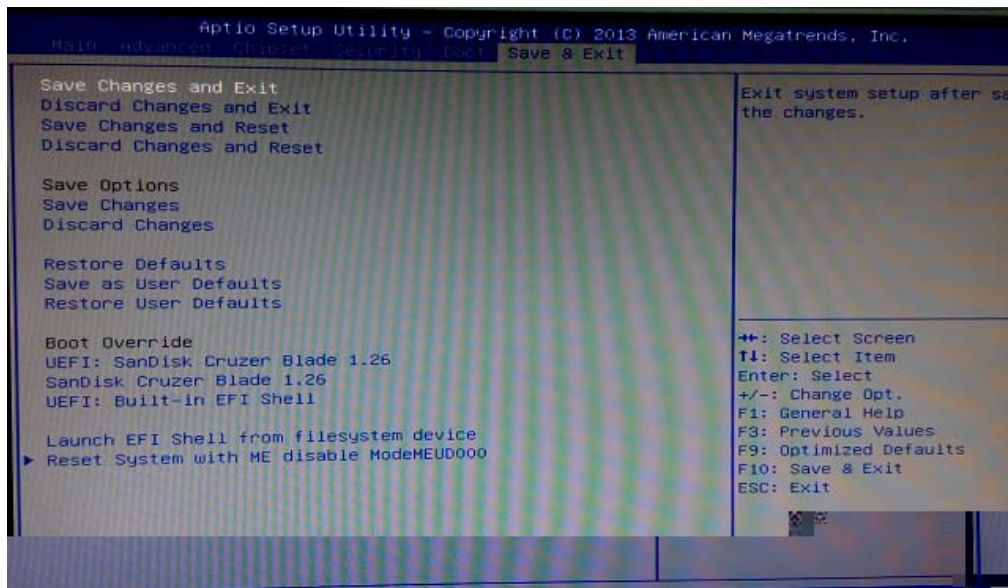 Aptio Setup Utility – Copyright (C) 2013 American Megatrends, Inc.
Main Advanced Chipset Security Boot Save & Exit
Save Changes and Exit
Discard Changes and Exit
Save Changes and Reset
Discard Changes and Reset
Save Options
Save Changes
Discard Changes
Restore Defaults
Save as User Defaults
Restore User Defaults
Boot Override
UEFI: SanDisk Cruzer Blade 1.26
SanDisk Cruzer Blade 1.26
UEFI: Built-in EFI Shell
Launch EFI Shell from filesystem device
Reset System with ME disable ModeMEUD000
Exit system setup after sa
the changes.
→←: Select Screen
↑↓: Select Item
Enter: Select
+/-: Change Opt.
F1: General Help
F3: Previous Values
F9: Optimized Defaults
F10: Save & Exit
ESC: Exit